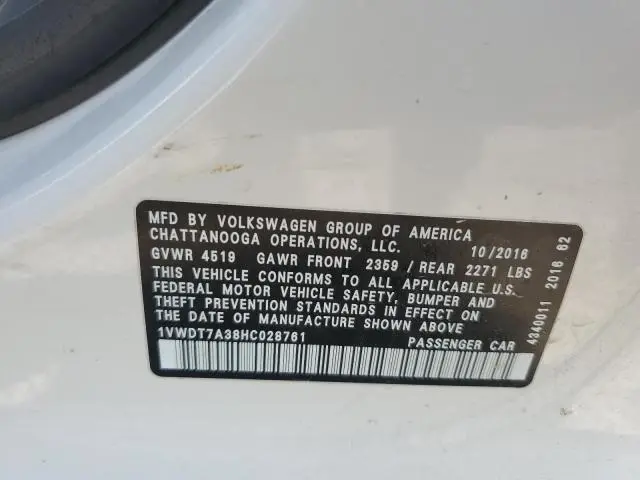 MFD BY VOLKSWAGEN GROUP OF AMERICA
CHATTANOOGA OPERATIONS, LLC. 10/2016
GVWR 4519 GAWR FRONT 2359 / REAR 2271 LBS
THIS VEHICLE CONFORMS TO ALL APPLICABLE U.S.
FEDERAL MOTOR VEHICLE SAFETY, BUMPER AND
THEFT PREVENTION STANDARDS IN EFFECT ON
THE DATE OF MANUFACTURE SHOWN ABOVE
1VWDT7A38HC028761 PASSENGER CAR
4340011 2016 62